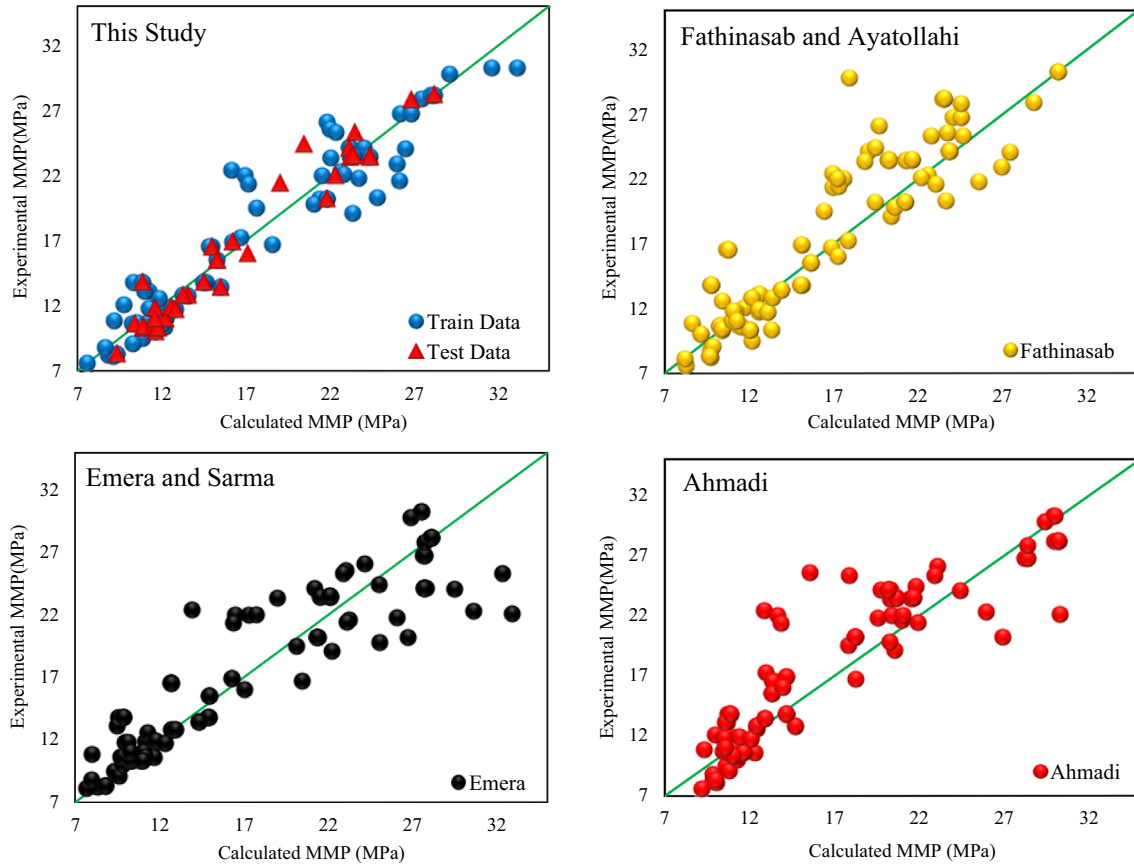 This Study
Experimental MMP(MPa)
32
27
22
17
12
7
7 12 17 22 27 32
Calculated MMP (MPa)
Train Data
Test Data
Fathinasab and Ayatollahi
Experimental MMP(MPa)
32
27
22
17
12
7
7 12 17 22 27 32
Calculated MMP (MPa)
Fathinasab
Emera and Sarma
Experimental MMP(MPa)
32
27
22
17
12
7
7 12 17 22 27 32
Calculated MMP (MPa)
Emera
Ahmadi
Experimental MMP(MPa)
32
27
22
17
12
7
7 12 17 22 27 32
Calculated MMP (MPa)
Ahmadi